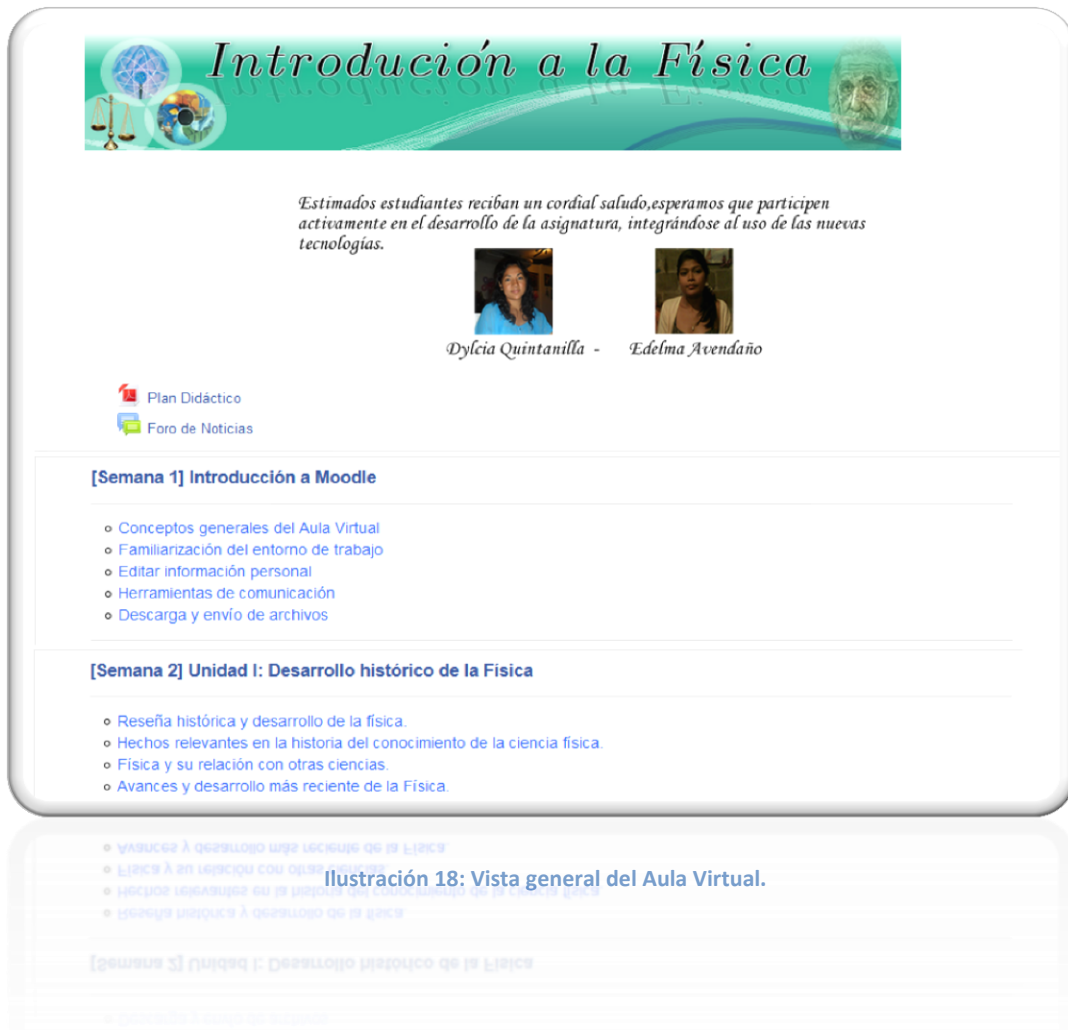 Introdución a la Física
Estimados estudiantes reciban un cordial saludo,esperamos que participen
activamente en el desarrollo de la asignatura, integrándose al uso de las nuevas
tecnologías.
Dylcia Quintanilla - Edelma Avendaño
Plan Didáctico
Foro de Noticias
[Semana 1] Introducción a Moodle
Conceptos generales del Aula Virtual
Familiarización del entorno de trabajo
Editar información personal
Herramientas de comunicación
Descarga y envío de archivos
[Semana 2] Unidad I: Desarrollo histórico de la Física
Reseña histórica y desarrollo de la física.
Hechos relevantes en la historia del conocimiento de la ciencia física.
Física y su relación con otras ciencias.
Avances y desarrollo más reciente de la Física.
Ilustración 18: Vista general del Aula Virtual.